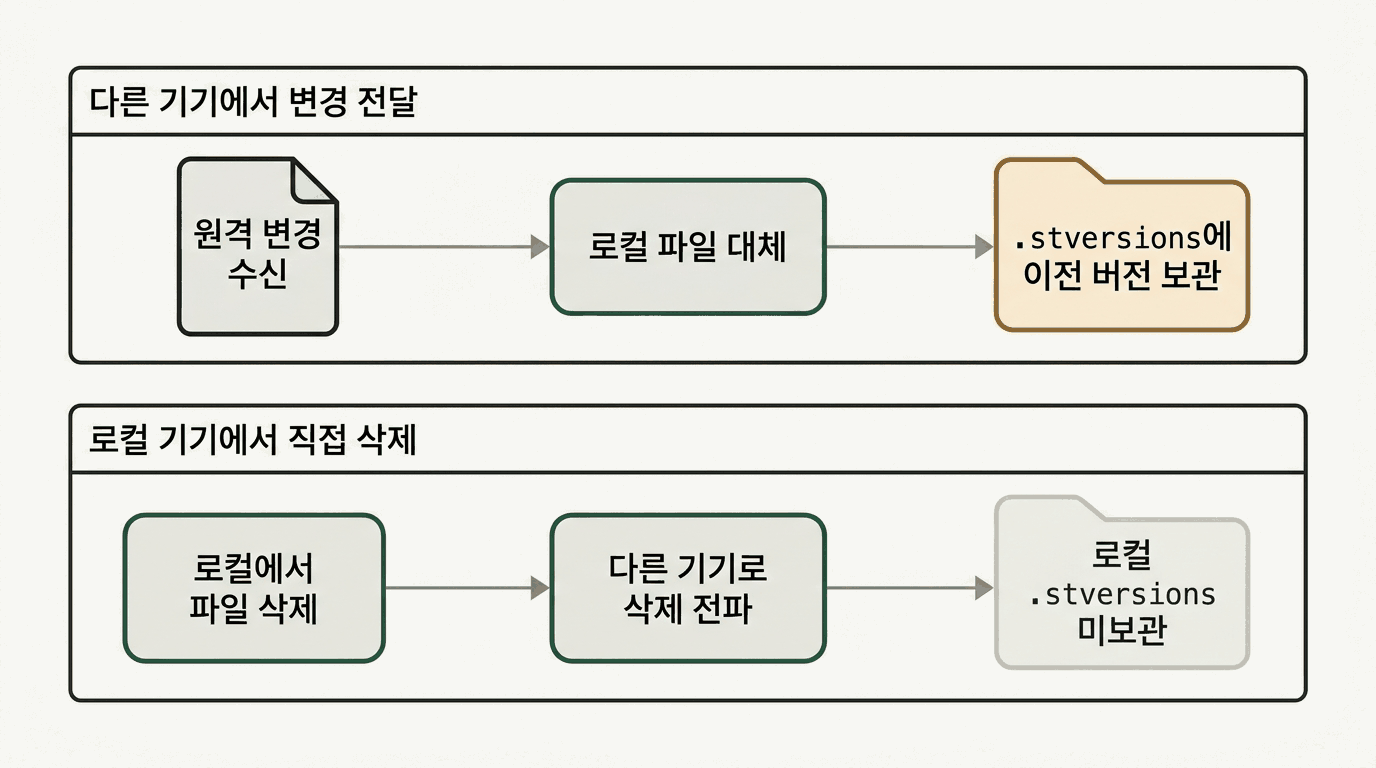 다른 기기에서 변경 전달
원격 변경
수신
로컬 파일 대체
.stversions에
이전 버전 보관
로컬 기기에서 직접 삭제
로컬에서
파일 삭제
다른 기기로
삭제 전파
로컬
.stversions
미보관